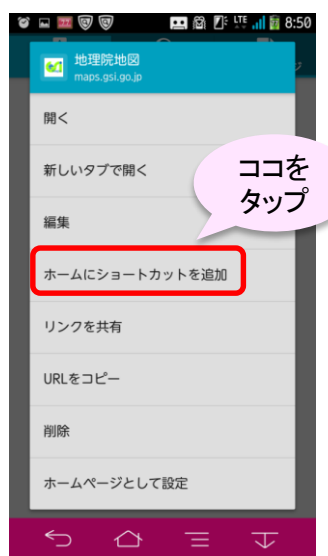 LTE 8:50
地理院地図
maps.gsi.go.jp
開く
新しいタブで開く
ココを
タップ
編集
ホームにショートカットを追加
リンクを共有
URLをコピー
削除
ホームページとして設定